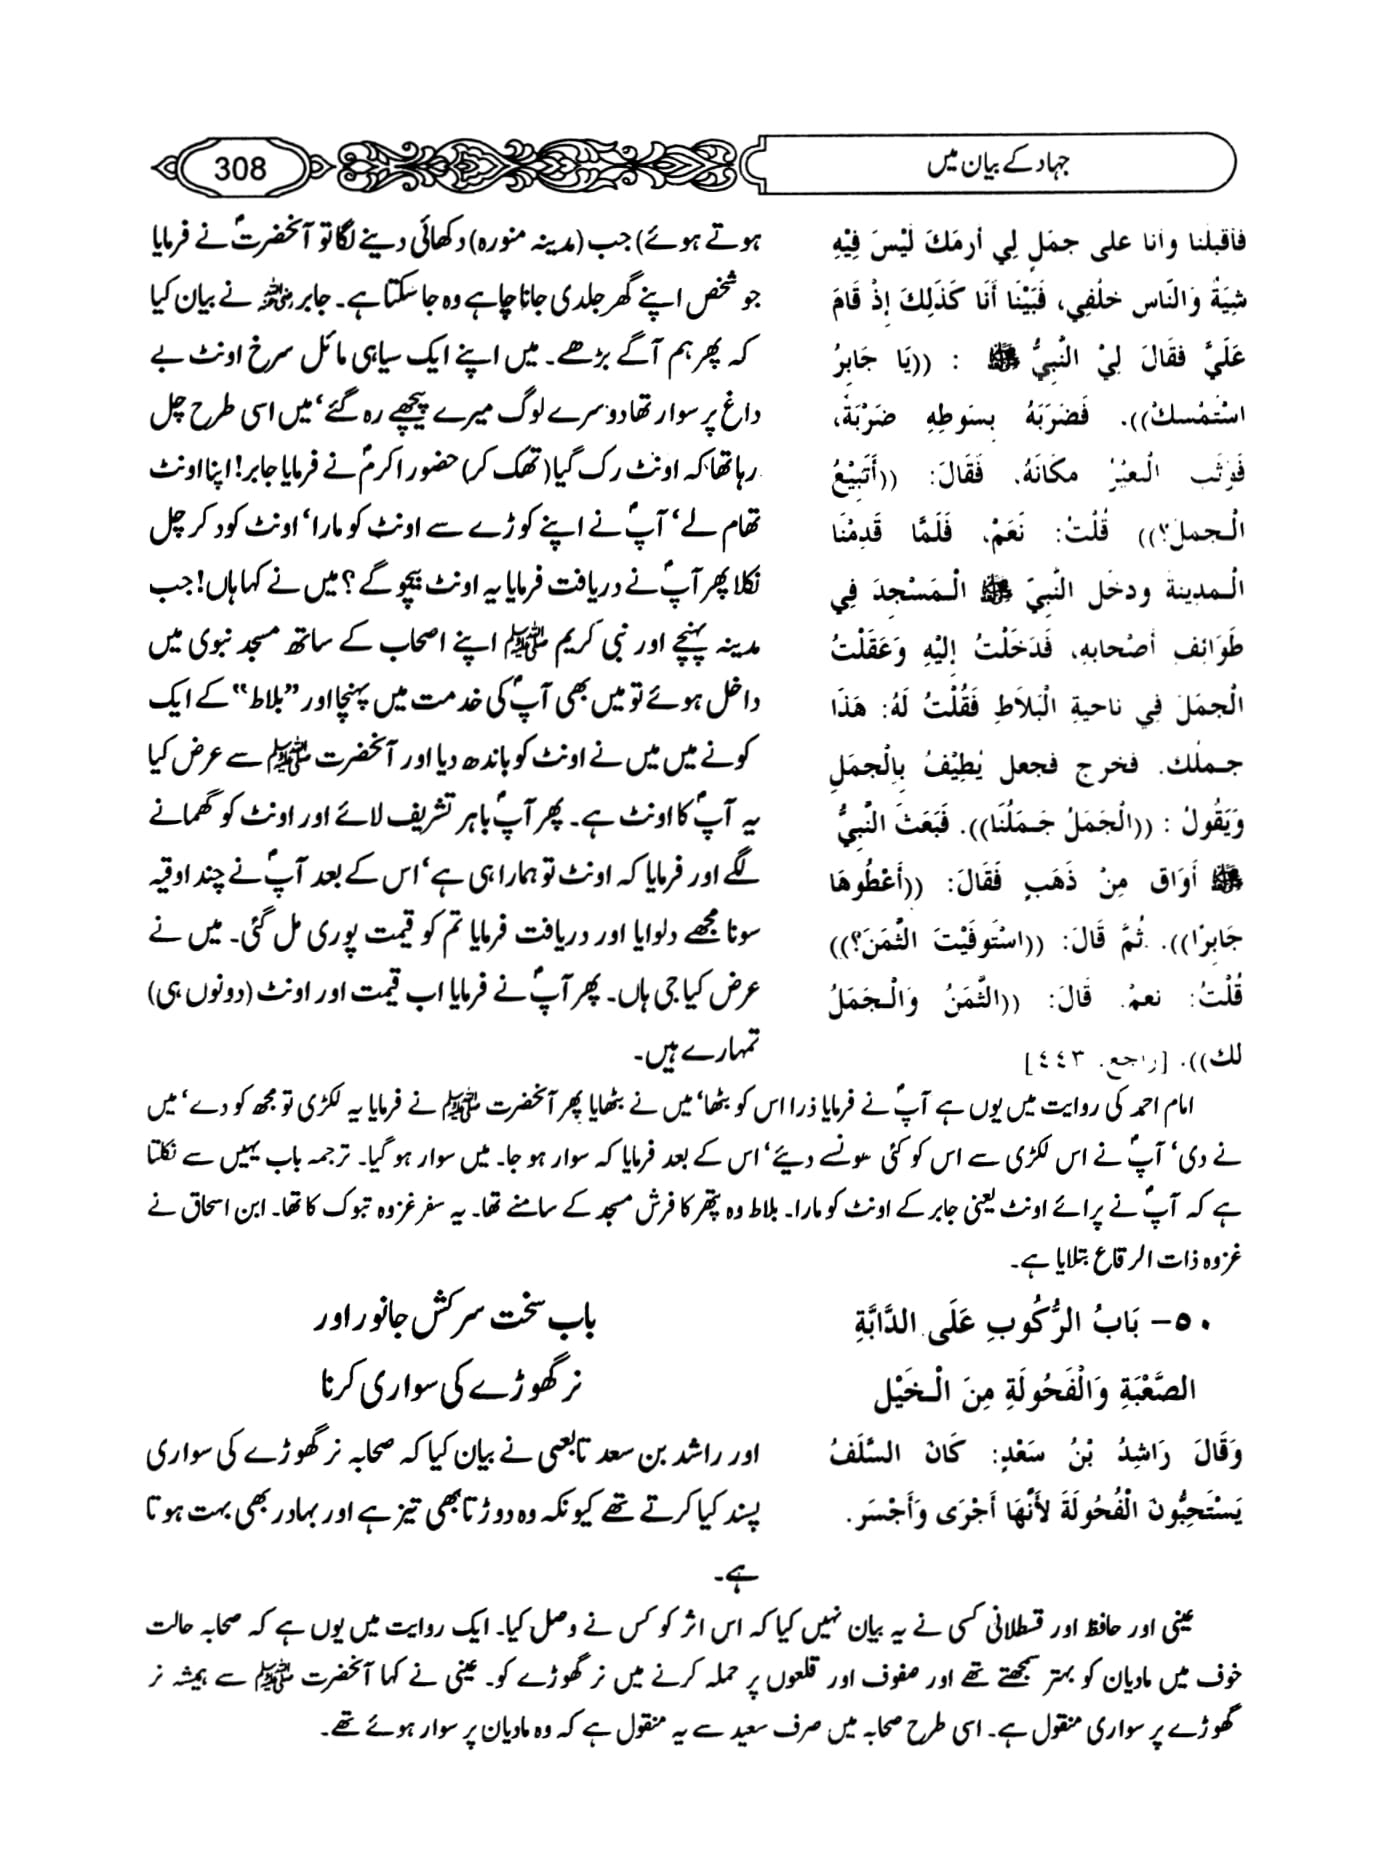 جہاد کے بیان میں
308
فَأَقْبَلْنَا وَأَنَا عَلَى جَمَلٍ لِي أَرْمَكَ لَيْسَ فِيْهِ
شِيَةٌ وَالنَّاسُ خَلْفِي، فَبَيْنَا أَنَا كَذَلِكَ إِذْ قَامَ
عَلَيَّ فَقَالَ لِيْ النَّبِيُّ ﷺ : ((يَا جَابِرُ
اسْتَمْسِكْ)). فَضَرَبَهُ بِسَوطِهِ ضَرْبَةً،
فَوَثَبَ الْبَعِيْرُ مَكَانَهُ. فَقَالَ: ((أَتَبِيْعُ
الْجَمَلَ؟)) قُلْتُ: نَعَمْ. فَلَمَّا قَدِمْنَا
الْمَدِينَةَ وَدَخَلَ النَّبِيُّ ﷺ الْمَسْجِدَ فِي
طَوَائِفِ أَصْحَابِهِ، فَدَخَلْتُ إِلَيْهِ وَعَقَلْتُ
الْجَمَلَ فِي نَاحِيَةِ الْبَلَاطِ فَقُلْتُ لَهُ: هَذَا
جَمَلُكَ. فَخَرَجَ فَجَعَلَ يُطِيْفُ بِالْجَمَلِ
وَيَقُولُ : ((الْجَمَلُ جَمَلُنَا)). فَبَعَثَ النَّبِيُّ
ﷺ أَوَاقٍ مِنْ ذَهَبٍ فَقَالَ: ((أَعْطُوهَا
جَابِرًا)). ثُمَّ قَالَ: ((اسْتَوفَيْتَ الثَّمَنَ؟))
قُلْتُ: نَعَمْ. قَالَ: ((الثَّمَنُ وَالْجَمَلُ
لَكَ)). [راجع. ٤٤٣]
ہوتے ہوئے) جب (مدینہ منورہ) دکھائی دینے لگا تو آنحضرتؐ نے فرمایا
جو شخص اپنے گھر جلدی جانا چاہے وہ جا سکتا ہے۔ جابر رضی اللہ عنہ نے بیان کیا
کہ پھر ہم آگے بڑھے۔ میں اپنے ایک سیاہی مائل سرخ اونٹ بے
داغ پر سوار تھا دوسرے لوگ میرے پیچھے رہ گئے‘ میں اسی طرح چل
رہا تھا کہ اونٹ رک گیا (تھک کر) حضور اکرمؐ نے فرمایا جابر! اپنا اونٹ
تھام لے‘ آپؐ نے اپنے کوڑے سے اونٹ کو مارا‘ اونٹ کود کر چل
نکلا پھر آپؐ نے دریافت فرمایا یہ اونٹ بیچو گے؟ میں نے کہا ہاں! جب
مدینہ پہنچے اور نبی کریم ﷺ اپنے اصحاب کے ساتھ مسجد نبوی میں
داخل ہوئے تو میں بھی آپؐ کی خدمت میں پہنچا اور ”بلاط“ کے ایک
کونے میں میں نے اونٹ کو باندھ دیا اور آنحضرت ﷺ سے عرض کیا
یہ آپؐ کا اونٹ ہے۔ پھر آپؐ باہر تشریف لائے اور اونٹ کو گھمانے
لگے اور فرمایا کہ اونٹ تو ہمارا ہی ہے‘ اس کے بعد آپؐ نے چند اوقیہ
سونا مجھے دلوایا اور دریافت فرمایا تم کو قیمت پوری مل گئی۔ میں نے
عرض کیا جی ہاں۔ پھر آپؐ نے فرمایا اب قیمت اور اونٹ (دونوں ہی)
تمہارے ہیں۔
امام احمد کی روایت میں یوں ہے آپؐ نے فرمایا ذرا اس کو بٹھا‘ میں نے بٹھایا پھر آنحضرت ﷺ نے فرمایا یہ لکڑی تو مجھ کو دے‘ میں
نے دی‘ آپؐ نے اس لکڑی سے اس کو کئی ٹھونسے دیئے‘ اس کے بعد فرمایا کہ سوار ہو جا۔ میں سوار ہو گیا۔ ترجمہ باب یہیں سے نکلتا
ہے کہ آپؐ نے پرائے اونٹ یعنی جابر کے اونٹ کو مارا۔ بلاط وہ پتھر کا فرش مسجد کے سامنے تھا۔ یہ سفر غزوہ تبوک کا تھا۔ ابن اسحاق نے
غزوہ ذات الرقاع بتلایا ہے۔
٥٠- بَابُ الرُّكُوبِ عَلَى الدَّابَّةِ
الصَّعْبَةِ وَالْفَحُولَةِ مِنَ الْخَيْلِ
وَقَالَ رَاشِدُ بْنُ سَعْدٍ: كَانَ السَّلَفُ
يَسْتَحِبُّونَ الْفُحُولَةَ لأَنَّهَا أَجْرَى وَأَجْسَر.
باب سخت سرکش جانور اور
نر گھوڑے کی سواری کرنا
اور راشد بن سعد تابعی نے بیان کیا کہ صحابہ نر گھوڑے کی سواری
پسند کیا کرتے تھے کیونکہ وہ دوڑتا بھی تیز ہے اور بہادر بھی بہت ہوتا
ہے۔
عینی اور حافظ اور قسطلانی کسی نے یہ بیان نہیں کیا کہ اس اثر کو کس نے وصل کیا۔ ایک روایت میں یوں ہے کہ صحابہ حالت
خوف میں مادیان کو بہتر سمجھتے تھے اور صفوف اور قلعوں پر حملہ کرنے میں نر گھوڑے کو۔ عینی نے کہا آنحضرت ﷺ سے ہمیشہ نر
گھوڑے پر سواری منقول ہے۔ اسی طرح صحابہ میں صرف سعید سے یہ منقول ہے کہ وہ مادیان پر سوار ہوئے تھے۔